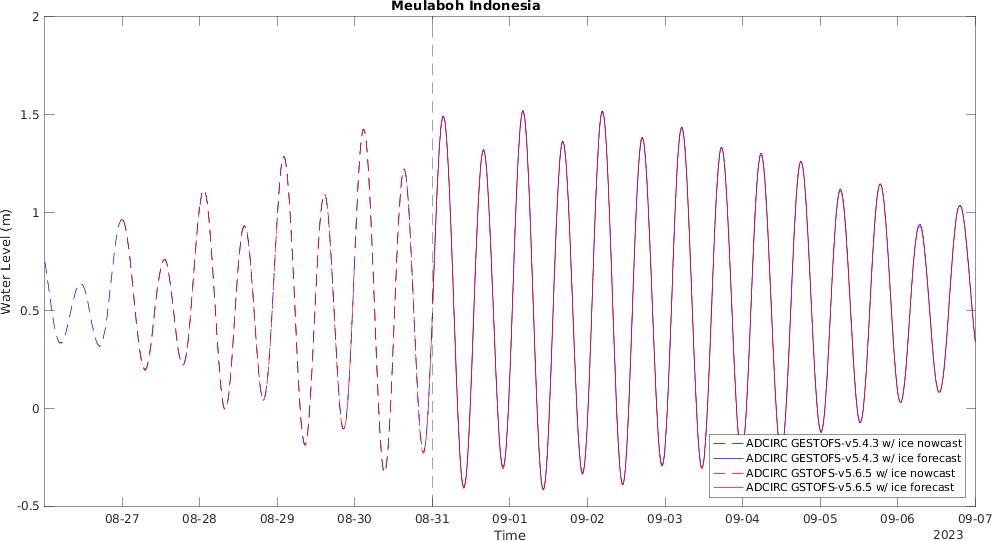 Meulaboh Indonesia
2
1.5
1
0.5
0
-0.5
Water Level (m)
ADCIRC GESTOFS-v5.4.3 w/ ice nowcast
ADCIRC GESTOFS-v5.4.3 w/ ice forecast
ADCIRC GSTOFS-v5.6.5 w/ ice nowcast
ADCIRC GSTOFS-v5.6.5 w/ ice forecast
08-27 08-28 08-29 08-30 08-31 09-01 09-02 09-03 09-04 09-05 09-06 09-07
Time
2023